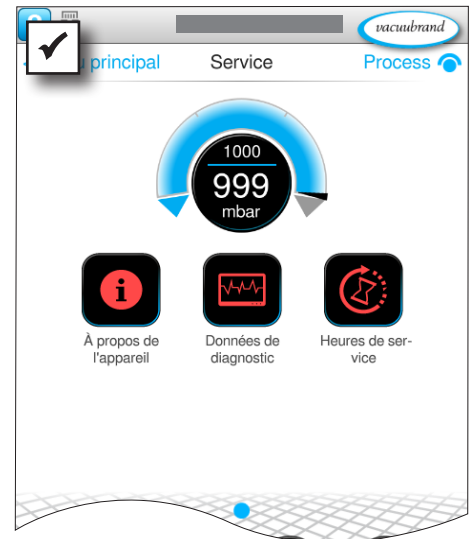 vacuubrand
principal
Service
Process
1000
999
mbar
À propos de
l'appareil
Données de
diagnostic
Heures de ser-
vice